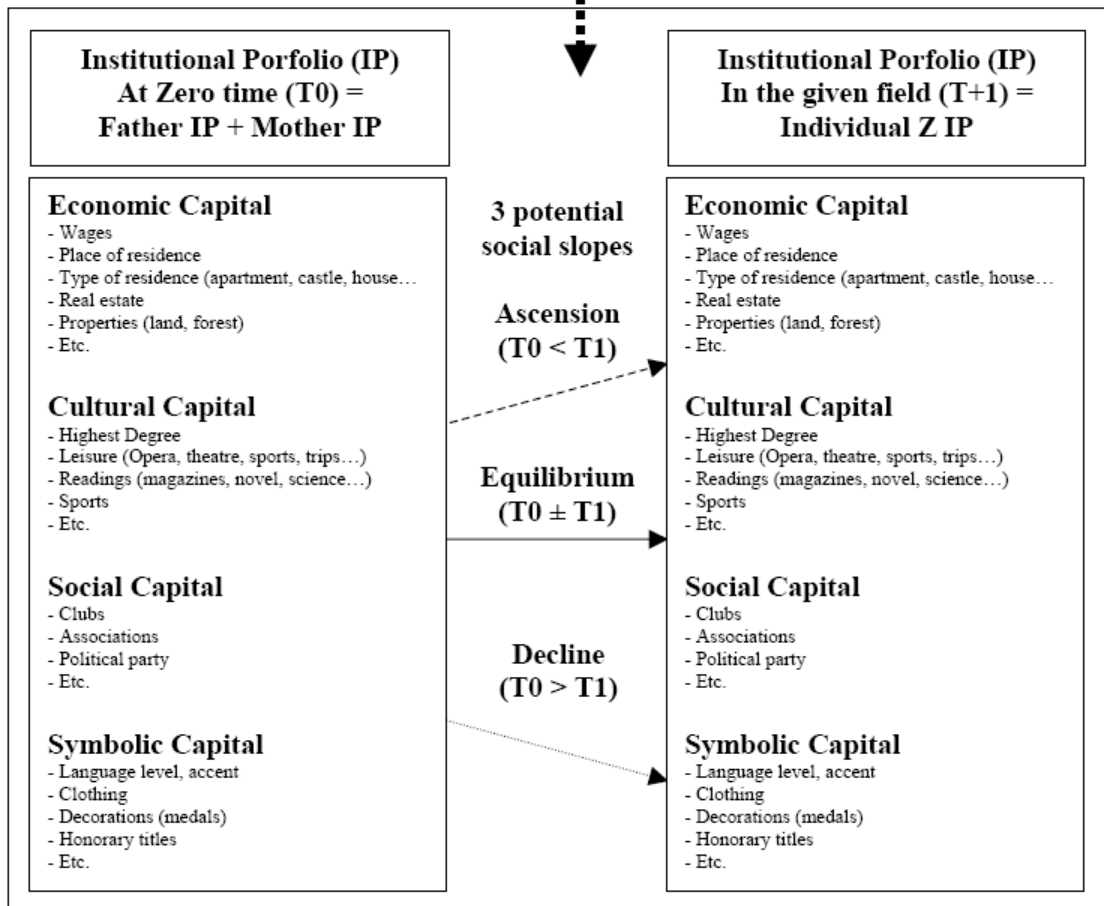 Institutional Porfolio (IP)
At Zero time (T0) =
Father IP + Mother IP
Economic Capital
- Wages
- Place of residence
- Type of residence (apartment, castle, house…
- Real estate
- Properties (land, forest)
- Etc.
Cultural Capital
- Highest Degree
- Leisure (Opera, theatre, sports, trips…)
- Readings (magazines, novel, science…)
- Sports
- Etc.
Social Capital
- Clubs
- Associations
- Political party
- Etc.
Symbolic Capital
- Language level, accent
- Clothing
- Decorations (medals)
- Honorary titles
- Etc.
3 potential
social slopes
Ascension
(T0 < T1)
Equilibrium
(T0 ± T1)
Decline
(T0 > T1)
Institutional Porfolio (IP)
In the given field (T+1) =
Individual Z IP
Economic Capital
- Wages
- Place of residence
- Type of residence (apartment, castle, house…
- Real estate
- Properties (land, forest)
- Etc.
Cultural Capital
- Highest Degree
- Leisure (Opera, theatre, sports, trips…)
- Readings (magazines, novel, science…)
- Sports
- Etc.
Social Capital
- Clubs
- Associations
- Political party
- Etc.
Symbolic Capital
- Language level, accent
- Clothing
- Decorations (medals)
- Honorary titles
- Etc.